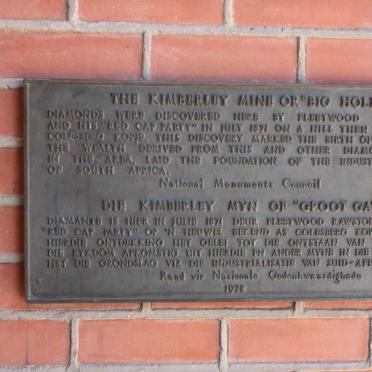 THE KIMBERLEY MINE OR "BIG HOLE
DIAMONDS WERE DISCOVERED HERE BY FLEETWOOD
AND HIS "RED CAP PARTY" IN JULY 1871 ON A HILL THEN
COLESBERG KOPJE. THIS DISCOVERY MARKED THE BIRTH OF
THE WEALTH DERIVED FROM THIS AND OTHER DIAMO
IN THE AREA, LAID THE FOUNDATION OF THE INDUST
OF SOUTH AFRICA.
National Monuments Council
DIE KIMBERLEY MYN OF "GROOT GA
DIAMANTE IS HIER IN JULIE 1871 DEUR FLEETWOOD RAWSTOR
"RED CAP PARTY" OP 'N HEUWEL BEKEND AS COLESBERG KOP
HIERDIE ONTDEKKING HET GELEI TOT DIE ONTSTAAN VAN
DIE RYKDOM AFKOMSTIG UIT HIERDIE EN ANDER MYNE IN DIE
HET DIE GRONDSLAG VIR DIE INDUSTRIALISASIE VAN SUID-AFR
Raad vir Nasionale Gedenkwaardighede
1978